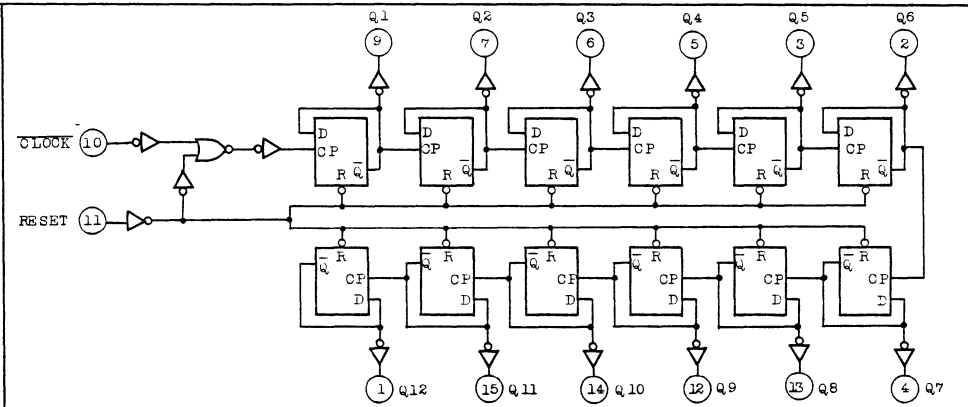 Q1 Q2 Q3 Q4 Q5 Q6
9 7 6 5 3 2
D D D D D D
CLOCK 10 CP CP CP CP CP CP
Q Q Q Q Q Q
R R R R R R
RESET 11
R R R R R R
Q Q Q Q Q Q
CP CP CP CP CP CP
D D D D D D
1 Q12 15 Q11 14 Q10 12 Q9 13 Q8 4 Q7